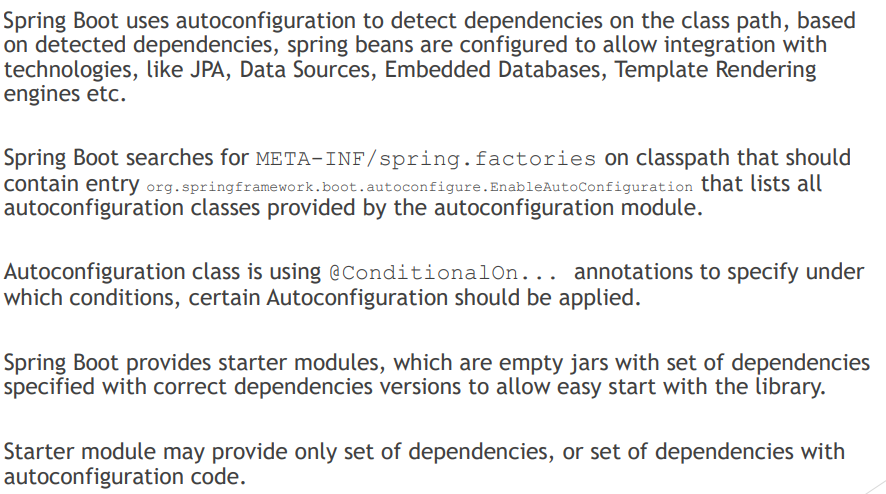 Spring Boot uses autoconfiguration to detect dependencies on the class path, based
on detected dependencies, spring beans are configured to allow integration with
technologies, like JPA, Data Sources, Embedded Databases, Template Rendering
engines etc.
Spring Boot searches for META-INF/spring.factories on classpath that should
contain entry org.springframework.boot.autoconfigure.EnableAutoConfiguration that lists all
autoconfiguration classes provided by the autoconfiguration module.
Autoconfiguration class is using @ConditionalOn... annotations to specify under
which conditions, certain Autoconfiguration should be applied.
Spring Boot provides starter modules, which are empty jars with set of dependencies
specified with correct dependencies versions to allow easy start with the library.
Starter module may provide only set of dependencies, or set of dependencies with
autoconfiguration code.